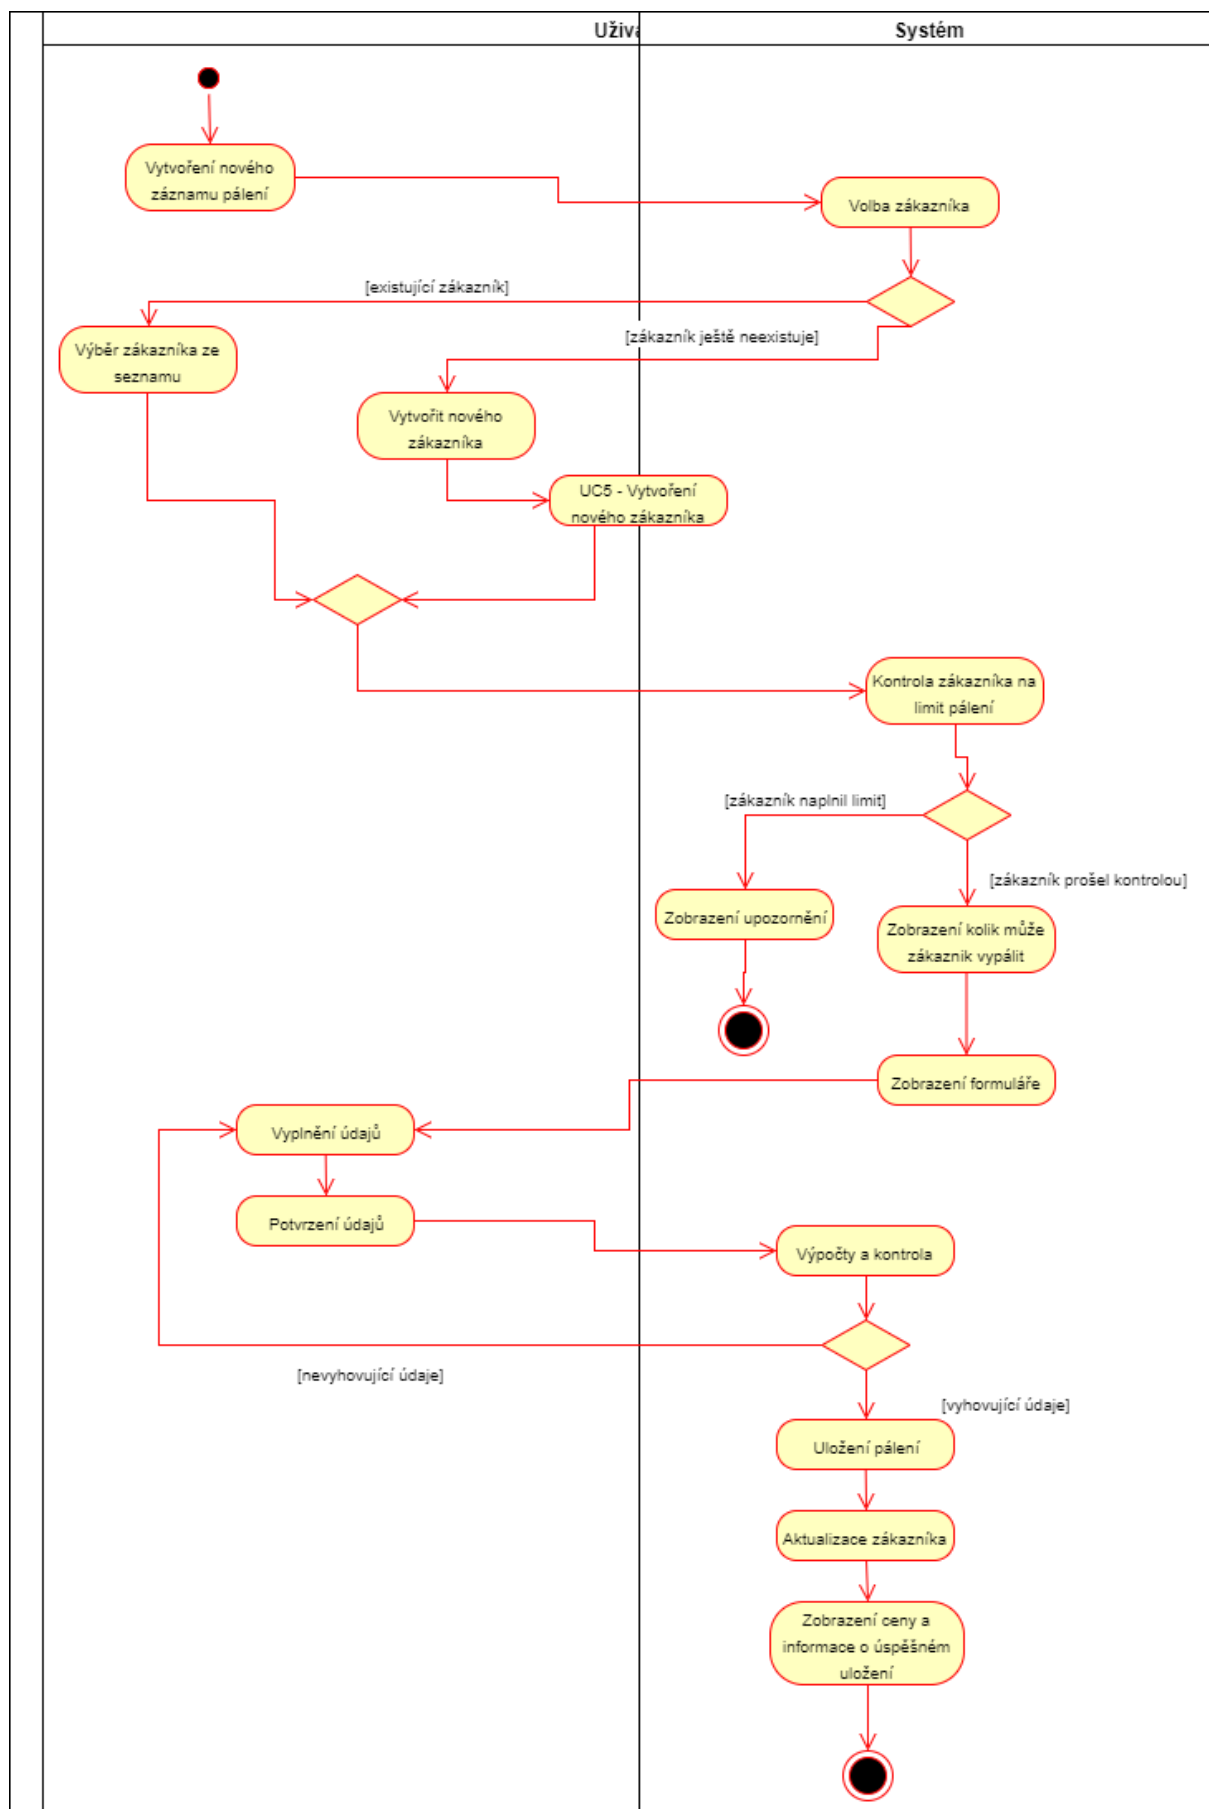 Uživa
Systém
Vytvoření nového
záznamu pálení
Volba zákazníka
[existující zákazník]
[zákazník ještě neexistuje]
Výběr zákazníka ze
seznamu
Vytvořit nového
zákazníka
UC5 - Vytvoření
nového zákazníka
Kontrola zákazníka na
limit pálení
[zákazník naplnil limit]
[zákazník prošel kontrolou]
Zobrazení upozornění
Zobrazení kolik může
zákaznik vypálit
Zobrazení formuláře
Vyplnění údajů
Potvrzení údajů
Výpočty a kontrola
[nevyhovující údaje]
[vyhovující údaje]
Uložení pálení
Aktualizace zákazníka
Zobrazení ceny a
informace o úspěšném
uložení